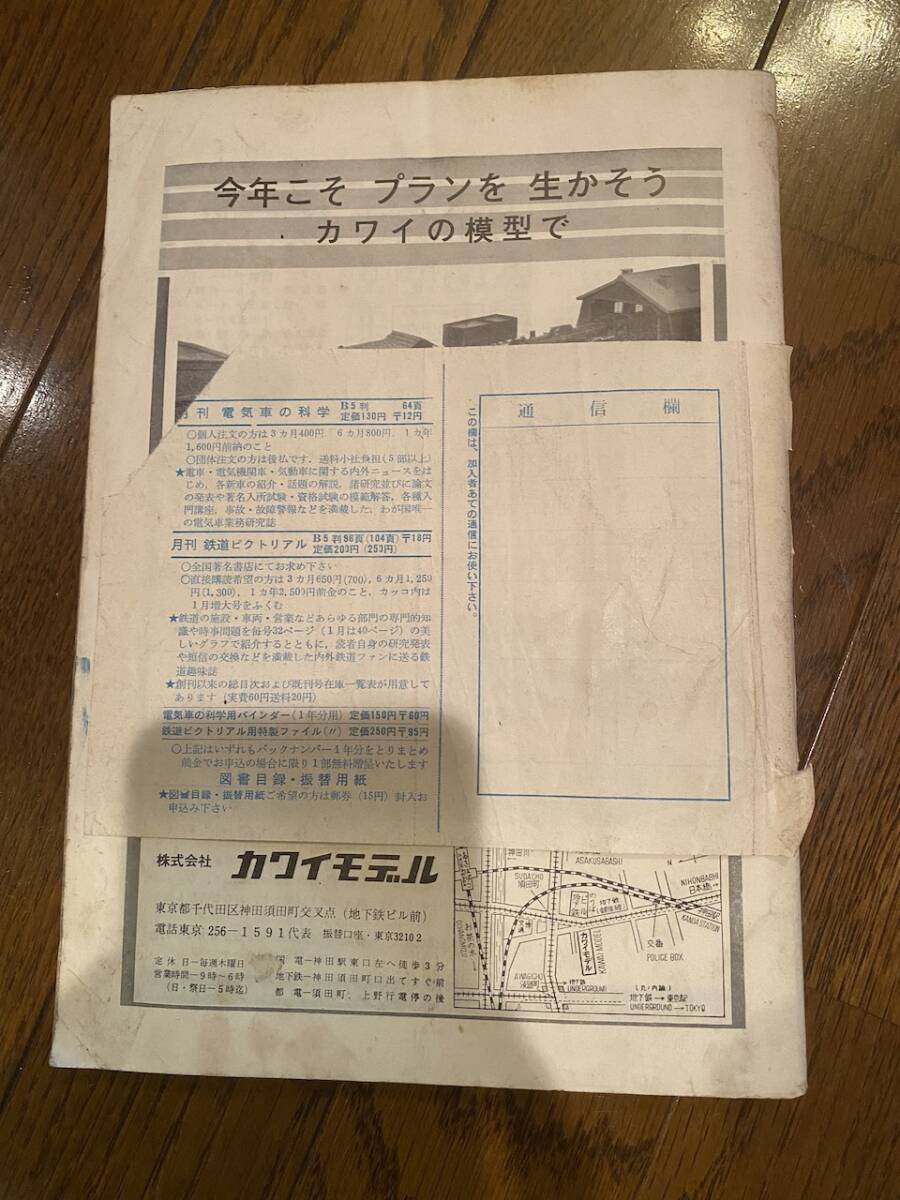 今年こそ プランを 生かそう
カワイの模型で
月刊 電気車の科学 B5判 64頁 定価130円 〒12円
○個人注文の方は3カ月400円. 6カ月800円. 1カ年
1,600円前納のこと
○団体注文の方は後払です. 送料小社負担(5部以上)
★電車・電気機関車・気動車に関する内外ニュースをは
じめ、各新車の紹介・話題の解説, 諸研究並びに論文
の発表や著名入所試験・資格試験の模範解答, 各種入
門講座, 事故・故障警報などを満載した, わが国唯一
の電気車業務研究誌
月刊 鉄道ピクトリアル B5判96頁(104頁) 〒18円 定価203円(253円)
○全国著名書店にてお求め下さい
○直接購読希望の方は3カ月650円(700), 6カ月1,250
円(1,300), 1カ年2,500円前金のこと, カッコ内は
1月増大号をふくむ
★鉄道の施設・車両・営業などあらゆる部門の専門的知
識や時事問題を毎号32ページ(1月は40ページ)の美
しいグラフで紹介するとともに, 読者自身の研究発表
や短信の交換などを満載した内外鉄道ファンに送る鉄
道趣味誌
★創刊以来の総目次および既刊号在庫一覧表が用意して
あります (実費60円送料20円)
電気車の科学用バインダー(1年分用) 定価150円〒60円
鉄道ピクトリアル用特製ファイル(〃) 定価250円〒95円
○上記はいずれもバックナンバー1年分をとりまとめ
前金でお申込の場合に限り1部無料贈呈いたします
図書目録・振替用紙
★図書目録・振替用紙ご希望の方は郵券(15円)封入お
申込み下さい
通信欄
この欄は、加入者あての通信にお使い下さい。
株式会社 カワイモデル
東京都千代田区神田須田町交叉点(地下鉄ビル前)
電話東京 256-1591代表 振替口座・東京32102
定休日—毎週木曜日
営業時間—9時〜6時
(日・祭日—5時迄)
国電—神田駅東口左へ徒歩3分
地下鉄—神田須田町口出てすぐ前
都電—須田町、上野行電停の後
神田川
ASAKUSABASHI
N
SUDACHO
須田町
NIHONBASHI
日本橋→
KANDA STATION
お茶の水
カワイモデル
KAWAI MODEL
交番
POLICE BOX
AWAJICHO
淡路町
→地下鉄
UNDERGROUND
(丸ノ内線)
地下鉄→東京駅
UNDERGROUND→TOKYO